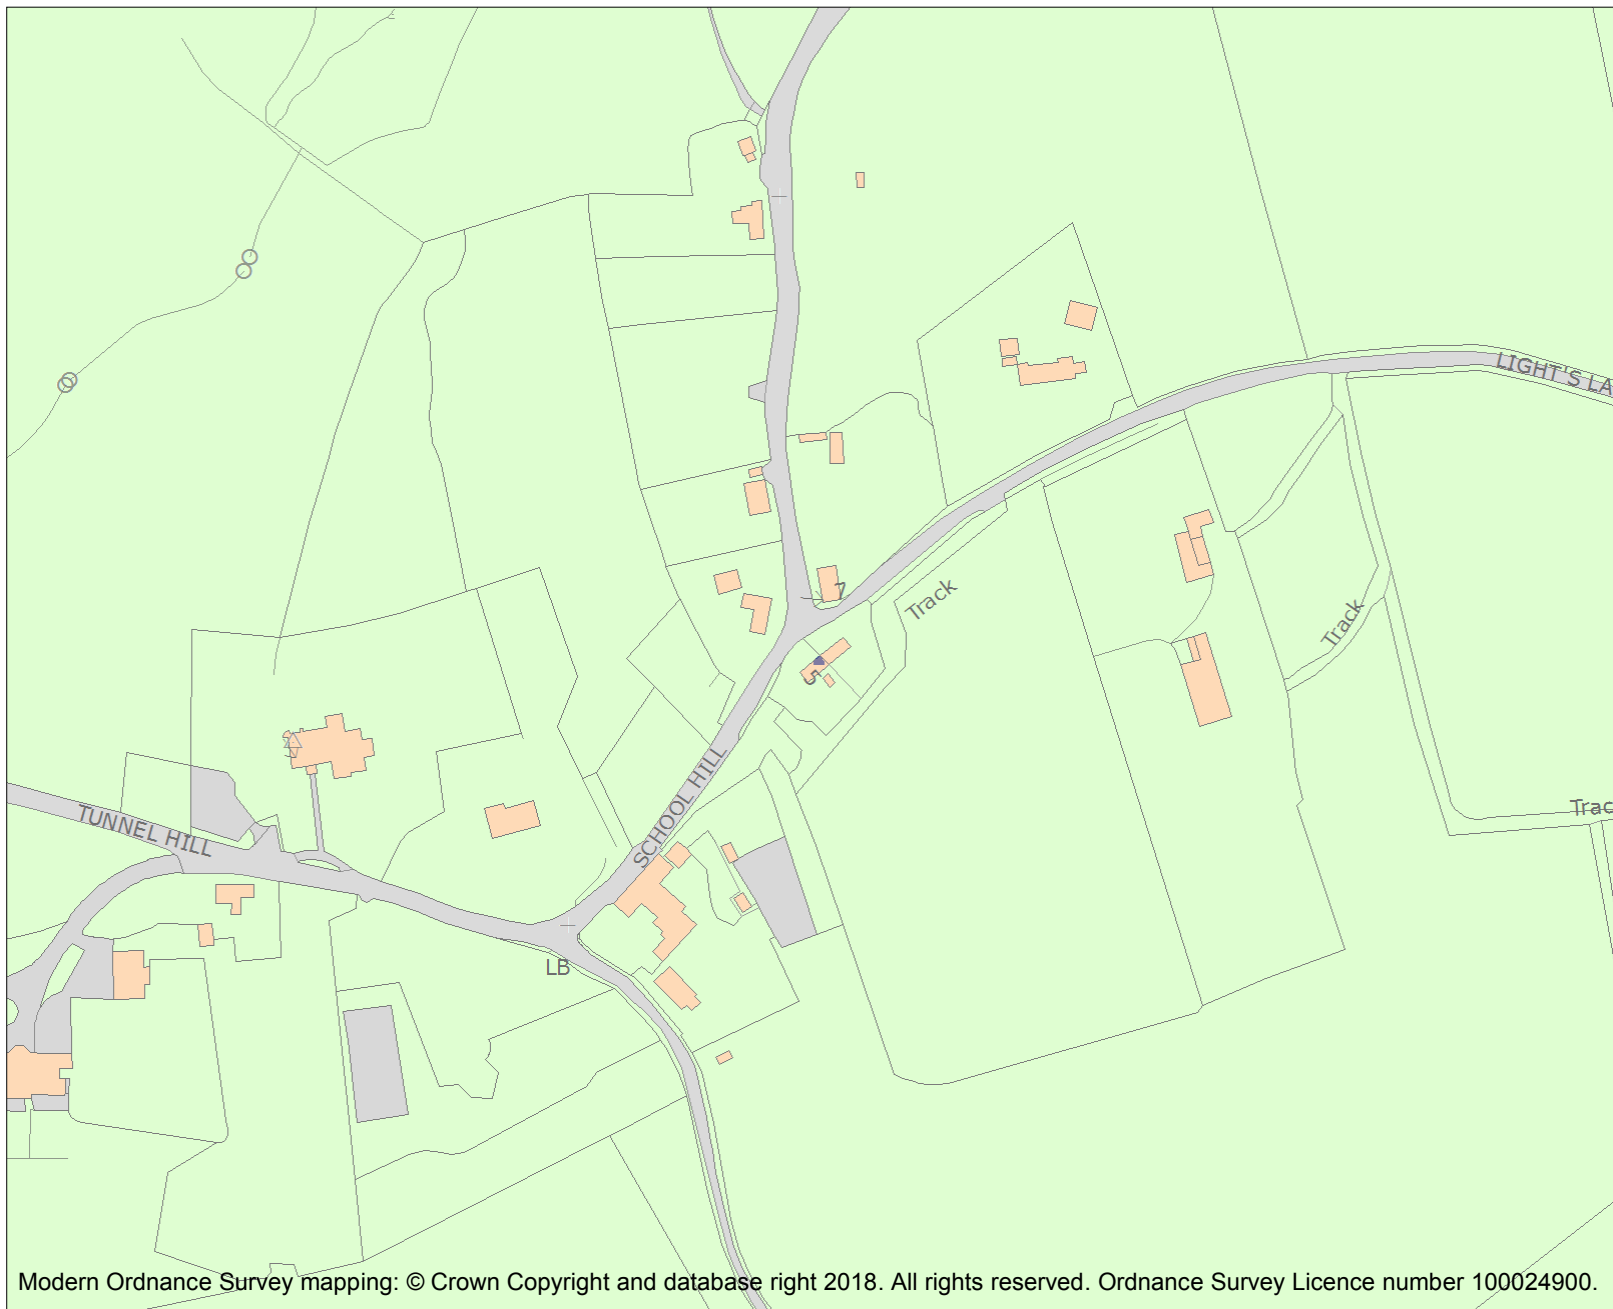 LIGHT'S LA
7
Track
Track
5
SCHOOL HILL
TUNNEL HILL
Trac
LB
Modern Ordnance Survey mapping: © Crown Copyright and database right 2018. All rights reserved. Ordnance Survey Licence number 100024900.